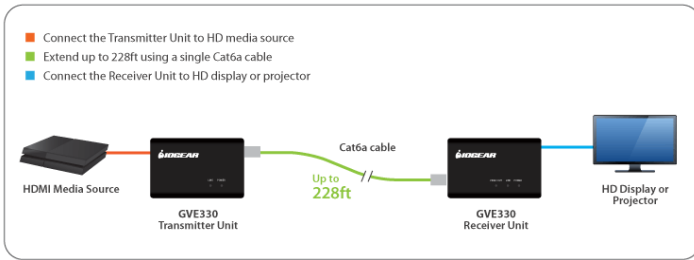 Connect the Transmitter Unit to HD media source
Extend up to 228ft using a single Cat6a cable
Connect the Receiver Unit to HD display or projector
IOGEAR
Cat6a cable
IOGEAR
Up to
228ft
HDMI Media Source
HD Display or
Projector
GVE330
Transmitter Unit
GVE330
Receiver Unit